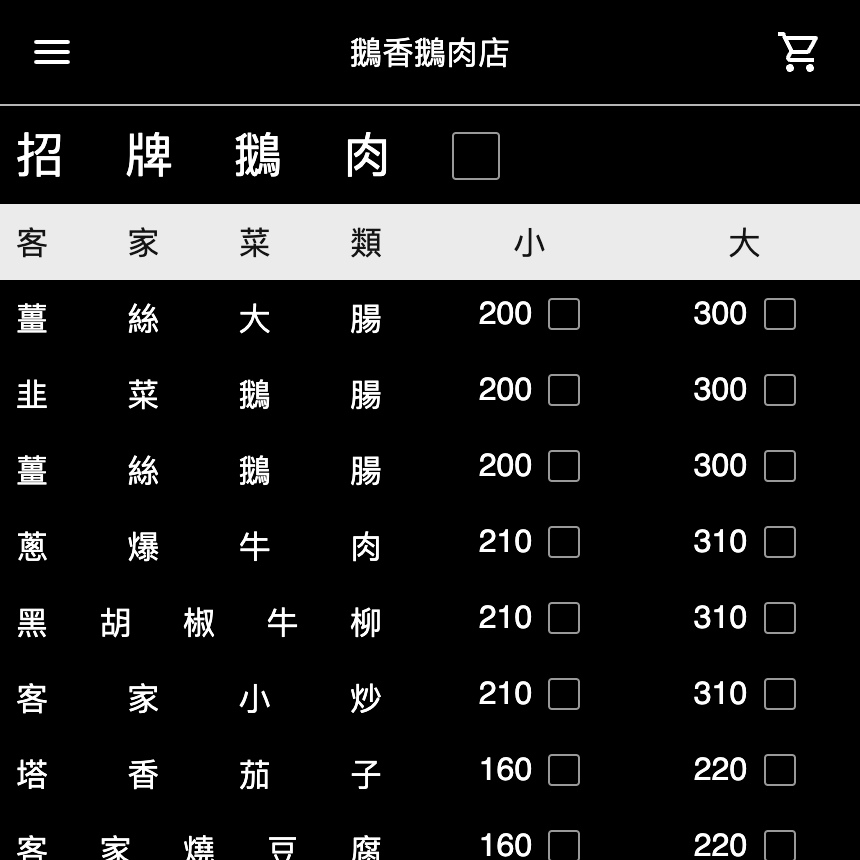 鵝香鵝肉店
招牌鵝肉
客家菜類 小 大
薑絲大腸 200 300
韭菜鵝腸 200 300
薑絲鵝腸 200 300
蔥爆牛肉 210 310
黑胡椒牛柳 210 310
客家小炒 210 310
塔香茄子 160 220
客家燒豆腐 160 220